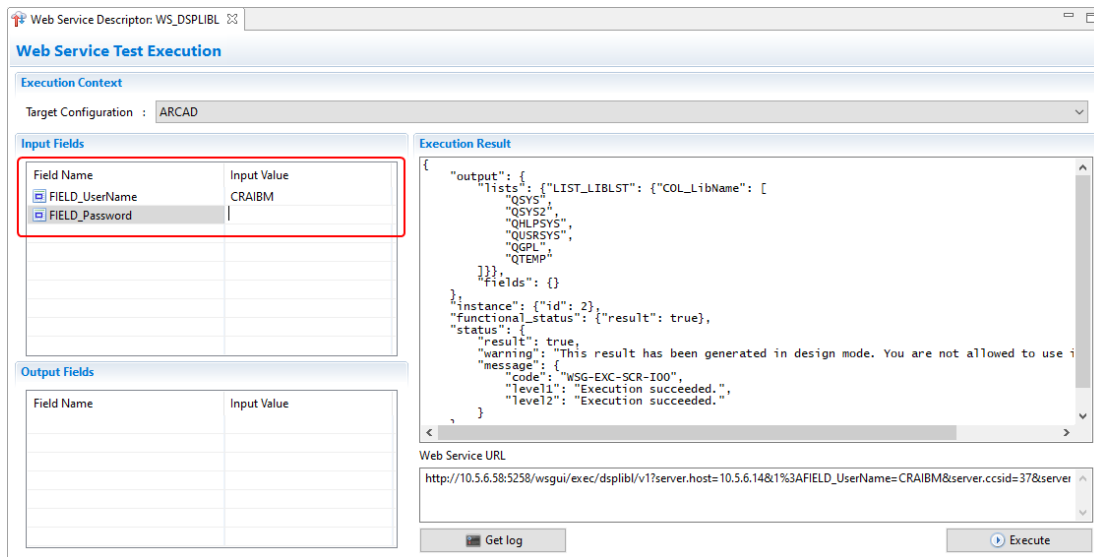 Web Service Descriptor: WS_DSPLIBL
Web Service Test Execution
Execution Context
Target Configuration : ARCAD
Input Fields
Field Name Input Value
FIELD_UserName CRAIBM
FIELD_Password
Output Fields
Field Name Input Value
Execution Result
{
"output": {
"lists": {"LIST_LIBLST": {"COL_LibName": [
"QSYS",
"QSYS2",
"QHLPSYS",
"QUSRSYS",
"QGPL",
"QTEMP"
]}},
"fields": {}
},
"instance": {"id": 2},
"functional_status": {"result": true},
"status": {
"result": true,
"warning": "This result has been generated in design mode. You are not allowed to use i
"message": {
"code": "WSG-EXC-SCR-I00",
"level1": "Execution succeeded.",
"level2": "Execution succeeded."
}
Web Service URL
http://10.5.6.58:5258/wsgui/exec/dsplibl/v1?server.host=10.5.6.14&1%3AFIELD_UserName=CRAIBM&server.ccsid=37&server
Get log
Execute